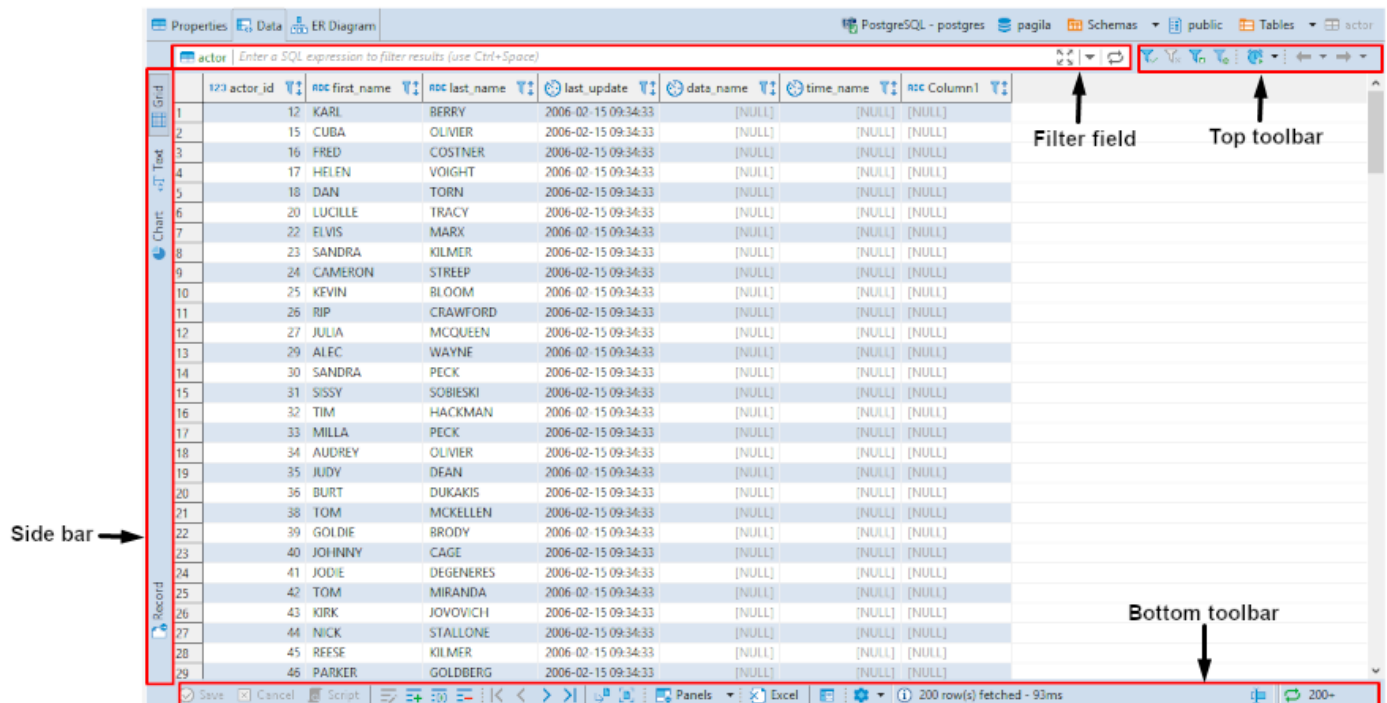 Properties Data ER Diagram PostgreSQL - postgres pagila Schemas public Tables actor
actor Enter a SQL expression to filter results (use Ctrl+Space)
123 actor_id ABC first_name ABC last_name last_update data_name time_name ABC Column1
1 12 KARL BERRY 2006-02-15 09:34:33 [NULL] [NULL] [NULL]
2 15 CUBA OLIVIER 2006-02-15 09:34:33 [NULL] [NULL] [NULL]
3 16 FRED COSTNER 2006-02-15 09:34:33 [NULL] [NULL] [NULL]
4 17 HELEN VOIGHT 2006-02-15 09:34:33 [NULL] [NULL] [NULL]
5 18 DAN TORN 2006-02-15 09:34:33 [NULL] [NULL] [NULL]
6 20 LUCILLE TRACY 2006-02-15 09:34:33 [NULL] [NULL] [NULL]
7 22 ELVIS MARX 2006-02-15 09:34:33 [NULL] [NULL] [NULL]
8 23 SANDRA KILMER 2006-02-15 09:34:33 [NULL] [NULL] [NULL]
9 24 CAMERON STREEP 2006-02-15 09:34:33 [NULL] [NULL] [NULL]
10 25 KEVIN BLOOM 2006-02-15 09:34:33 [NULL] [NULL] [NULL]
11 26 RIP CRAWFORD 2006-02-15 09:34:33 [NULL] [NULL] [NULL]
12 27 JULIA MCQUEEN 2006-02-15 09:34:33 [NULL] [NULL] [NULL]
13 29 ALEC WAYNE 2006-02-15 09:34:33 [NULL] [NULL] [NULL]
14 30 SANDRA PECK 2006-02-15 09:34:33 [NULL] [NULL] [NULL]
15 31 SISSY SOBIESKI 2006-02-15 09:34:33 [NULL] [NULL] [NULL]
16 32 TIM HACKMAN 2006-02-15 09:34:33 [NULL] [NULL] [NULL]
17 33 MILLA PECK 2006-02-15 09:34:33 [NULL] [NULL] [NULL]
18 34 AUDREY OLIVIER 2006-02-15 09:34:33 [NULL] [NULL] [NULL]
19 35 JUDY DEAN 2006-02-15 09:34:33 [NULL] [NULL] [NULL]
20 36 BURT DUKAKIS 2006-02-15 09:34:33 [NULL] [NULL] [NULL]
21 38 TOM MCKELLEN 2006-02-15 09:34:33 [NULL] [NULL] [NULL]
22 39 GOLDIE BRODY 2006-02-15 09:34:33 [NULL] [NULL] [NULL]
23 40 JOHNNY CAGE 2006-02-15 09:34:33 [NULL] [NULL] [NULL]
24 41 JODIE DEGENERES 2006-02-15 09:34:33 [NULL] [NULL] [NULL]
25 42 TOM MIRANDA 2006-02-15 09:34:33 [NULL] [NULL] [NULL]
26 43 KIRK JOVOVICH 2006-02-15 09:34:33 [NULL] [NULL] [NULL]
27 44 NICK STALLONE 2006-02-15 09:34:33 [NULL] [NULL] [NULL]
28 45 REESE KILMER 2006-02-15 09:34:33 [NULL] [NULL] [NULL]
29 46 PARKER GOLDBERG 2006-02-15 09:34:33 [NULL] [NULL] [NULL]
Grid
Text
Chart
Record
Filter field
Top toolbar
Side bar
Bottom toolbar
Save Cancel Script Panels Excel 200 row(s) fetched - 93ms 200+